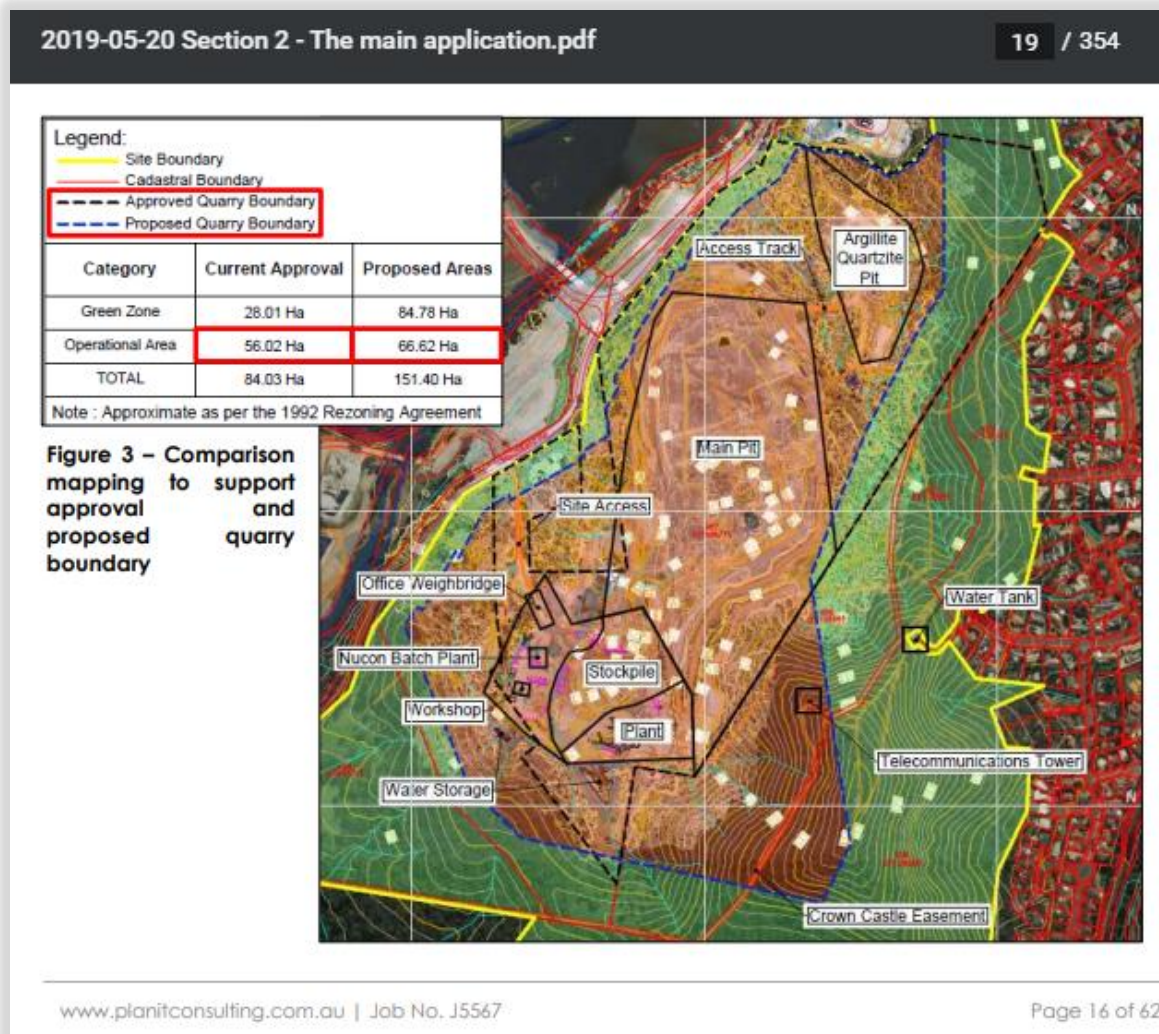 2019-05-20 Section 2 - The main application.pdf
19 / 354
Legend:
Site Boundary
Cadastral Boundary
Approved Quarry Boundary
Proposed Quarry Boundary
Category Current Approval Proposed Areas
Green Zone 28.01 Ha 84.78 Ha
Operational Area 56.02 Ha 66.62 Ha
TOTAL 84.03 Ha 151.40 Ha
Note : Approximate as per the 1992 Rezoning Agreement
Figure 3 – Comparison
mapping to support
approval and
proposed quarry
boundary
Access Track
Argillite
Quartzite
Pit
Main Pit
Site Access
Office Weighbridge
Water Tank
Nucon Batch Plant
Stockpile
Workshop
Plant
Telecommunications Tower
Water Storage
Crown Castle Easement
N
N
N
www.planitconsulting.com.au | Job No. J5567
Page 16 of 62